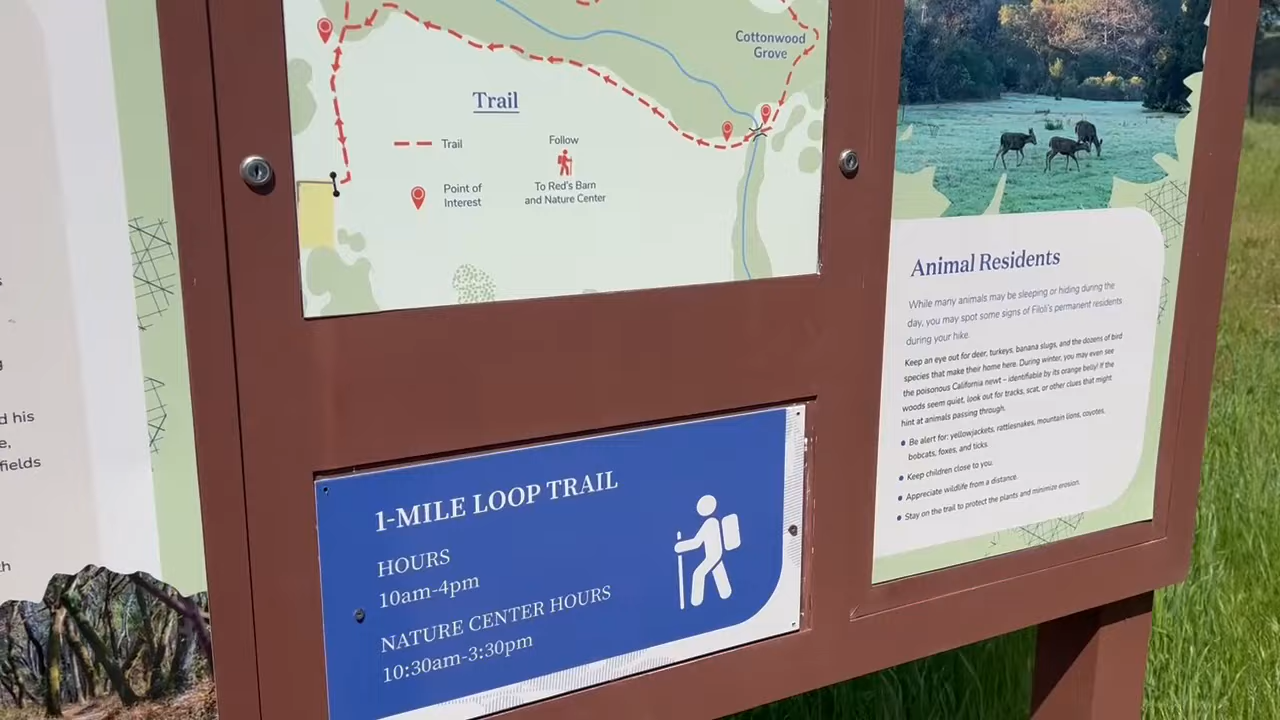 d his
e,
fields
Cottonwood
Grove
Trail
Trail
Point of
Interest
Follow
To Red's Barn
and Nature Center
1-MILE LOOP TRAIL
HOURS
10am-4pm
NATURE CENTER HOURS
10:30am-3:30pm
Animal Residents
While many animals may be sleeping or hiding during the
day, you may spot some signs of Filoli's permanent residents
during your hike.
Keep an eye out for deer, turkeys, banana slugs, and the dozens of bird
species that make their home here. During winter, you may even see
the poisonous California newt – identifiable by its orange belly! If the
woods seem quiet, look out for tracks, scat, or other clues that might
hint at animals passing through.
• Be alert for: yellowjackets, rattlesnakes, mountain lions, coyotes,
bobcats, foxes, and ticks.
• Keep children close to you.
• Appreciate wildlife from a distance.
• Stay on the trail to protect the plants and minimize erosion.